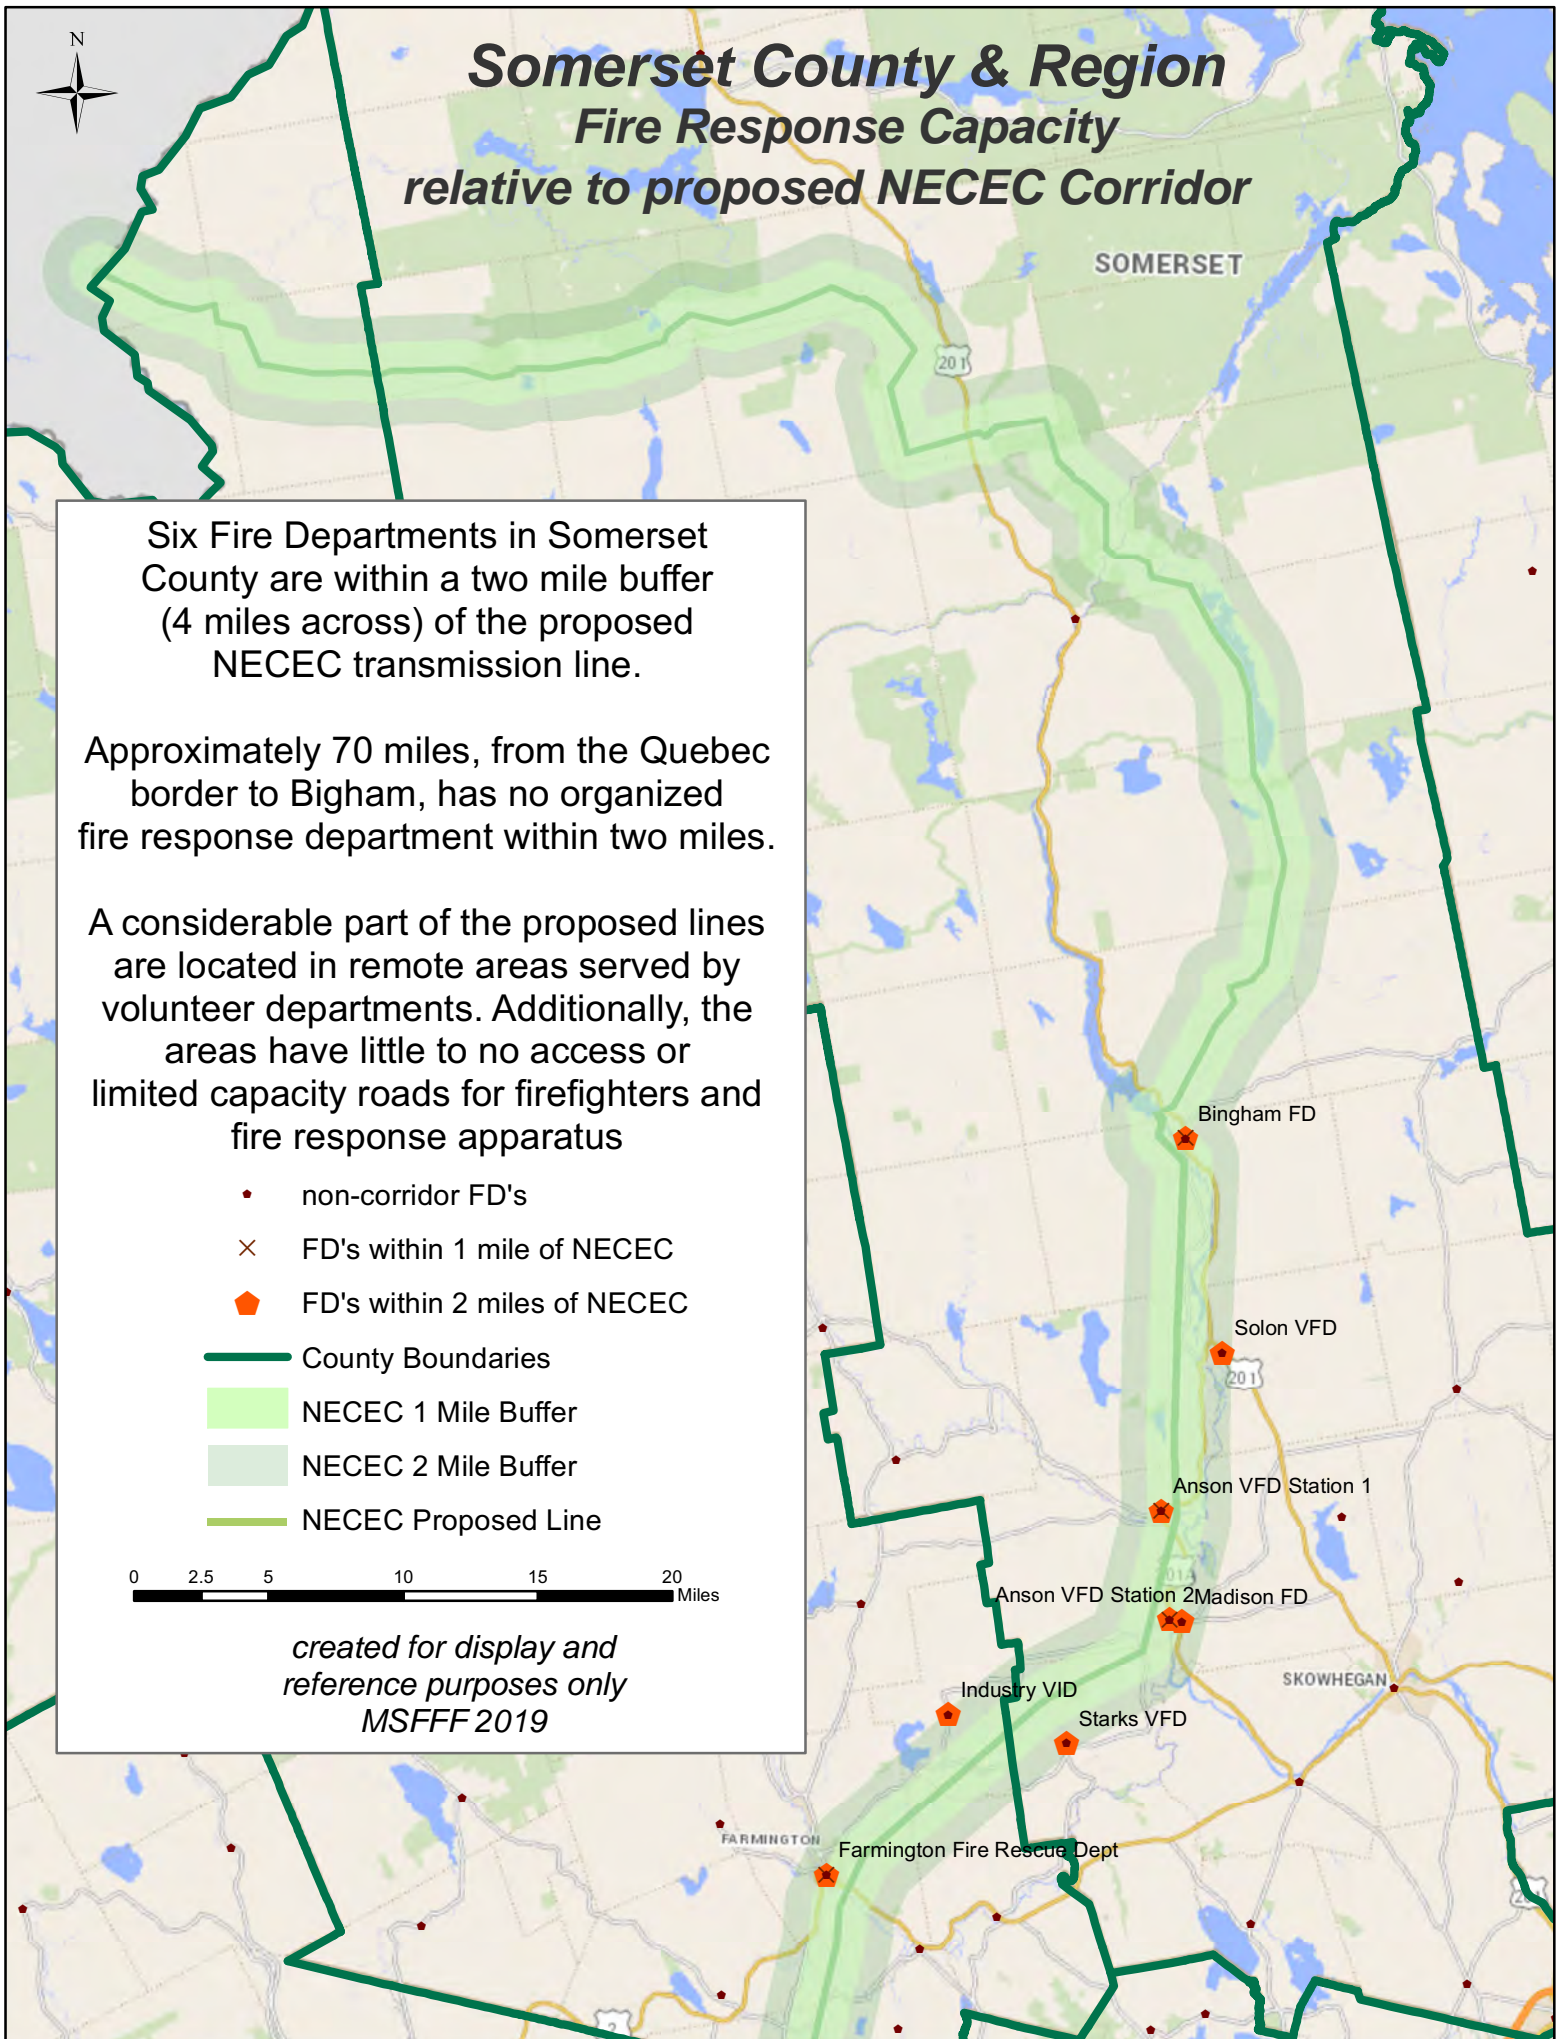 N
Somerset County & Region
Fire Response Capacity
relative to proposed NECEC Corridor
SOMERSET
201
Six Fire Departments in Somerset
County are within a two mile buffer
(4 miles across) of the proposed
NECEC transmission line.
Approximately 70 miles, from the Quebec
border to Bigham, has no organized
fire response department within two miles.
A considerable part of the proposed lines
are located in remote areas served by
volunteer departments. Additionally, the
areas have little to no access or
limited capacity roads for firefighters and
fire response apparatus
non-corridor FD's
FD's within 1 mile of NECEC
FD's within 2 miles of NECEC
County Boundaries
NECEC 1 Mile Buffer
NECEC 2 Mile Buffer
NECEC Proposed Line
0 2.5 5 10 15 20
Miles
created for display and
reference purposes only
MSFFF 2019
Bingham FD
Solon VFD
201
Anson VFD Station 1
Anson VFD Station 2
Madison FD
SKOWHEGAN
Industry VID
Starks VFD
FARMINGTON
Farmington Fire Rescue Dept
2